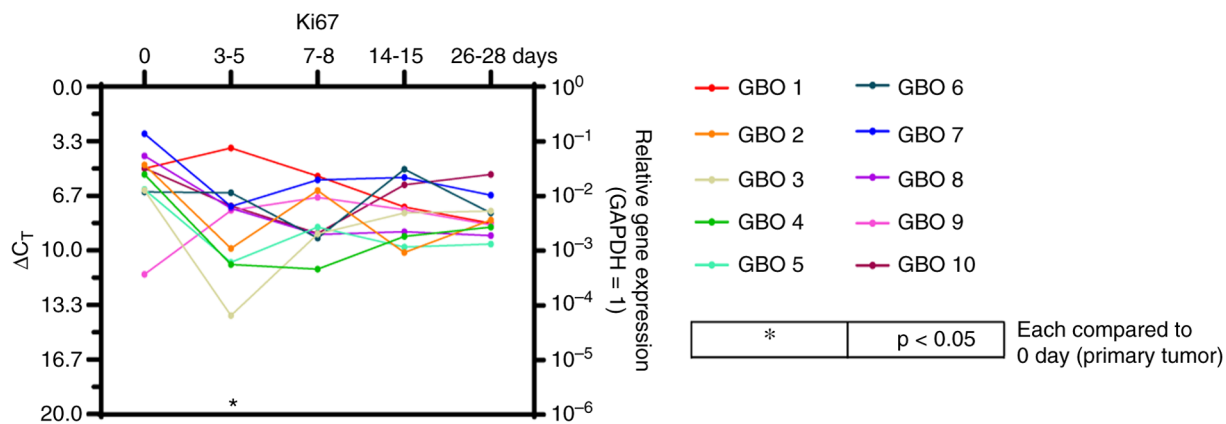 Ki67
0 3-5 7-8 14-15 26-28 days
0.0
3.3
6.7
10.0
13.3
16.7
20.0
ΔC_T
10⁰
10⁻¹
10⁻²
10⁻³
10⁻⁴
10⁻⁵
10⁻⁶
Relative gene expression
(GAPDH = 1)
*
GBO 1
GBO 2
GBO 3
GBO 4
GBO 5
GBO 6
GBO 7
GBO 8
GBO 9
GBO 10
* p < 0.05
Each compared to
0 day (primary tumor)